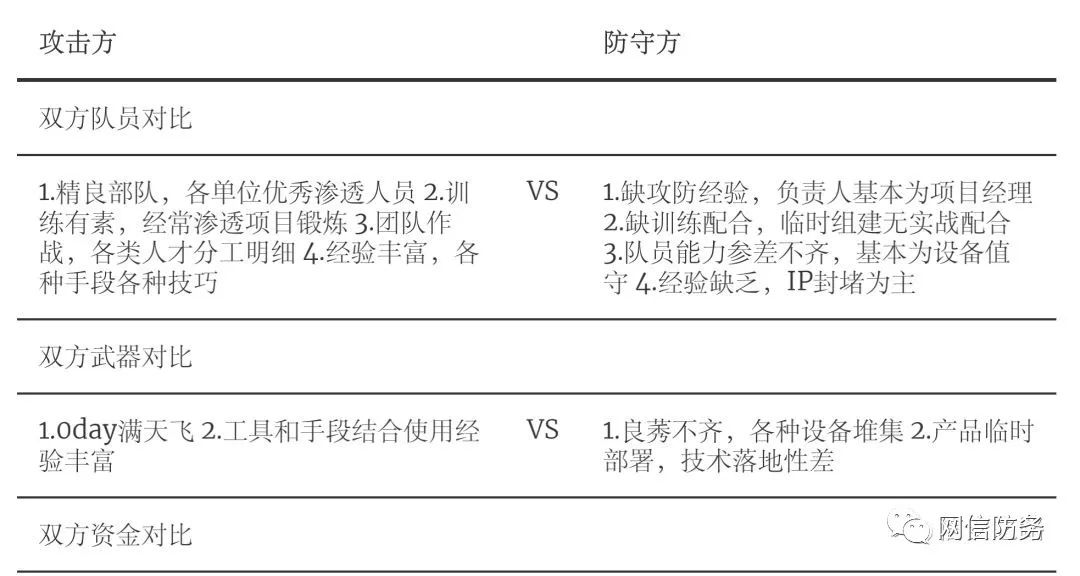 攻击方 防守方
双方队员对比
1.精良部队，各单位优秀渗透人员 2.训 VS 1.缺攻防经验，负责人基本为项目经理
练有素，经常渗透项目锻炼 3.团队作 2.缺训练配合，临时组建无实战配合
战，各类人才分工明细 4.经验丰富，各 3.队员能力参差不齐，基本为设备值
种手段各种技巧 守 4.经验缺乏，IP封堵为主
双方武器对比
1.0day满天飞 2.工具和手段结合使用经 VS 1.良莠不齐，各种设备堆集 2.产品临时
验丰富 部署，技术落地性差
双方资金对比
网信防务